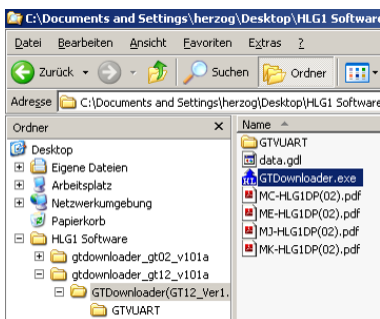 C:\Documents and Settings\herzog\Desktop\HLG1 Software
Datei Bearbeiten Ansicht Favoriten Extras ?
Zurück Suchen Ordner
Adresse C:\Documents and Settings\herzog\Desktop\HLG1 Software
Ordner x
Desktop
Eigene Dateien
Arbeitsplatz
Netzwerkumgebung
Papierkorb
HLG1 Software
gtdownloader_gt02_v101a
gtdownloader_gt12_v101a
GTDownloader(GT12_Ver1.
GTVUART
Name
GTVUART
data.gdl
GTDownloader.exe
MC-HLG1DP(02).pdf
ME-HLG1DP(02).pdf
MJ-HLG1DP(02).pdf
MK-HLG1DP(02).pdf